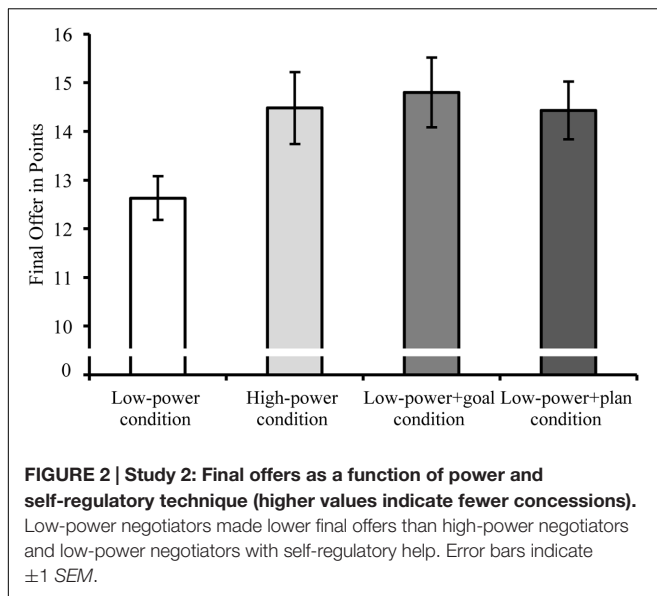 16
15
14
13
12
11
10
0
Final Offer in Points
Low-power
condition
High-power
condition
Low-power+goal
condition
Low-power+plan
condition
FIGURE 2 | Study 2: Final offers as a function of power and
self-regulatory technique (higher values indicate fewer concessions).
Low-power negotiators made lower final offers than high-power negotiators
and low-power negotiators with self-regulatory help. Error bars indicate
±1 SEM.